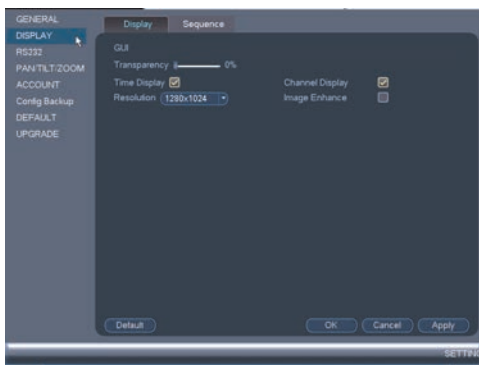 GENERAL
DISPLAY
RS232
PAN/TILT/ZOOM
ACCOUNT
Config Backup
DEFAULT
UPGRADE
Display Sequence
GUI
Transparency 0%
Time Display Channel Display
Resolution 1280x1024 Image Enhance
Default OK Cancel Apply
SETTING